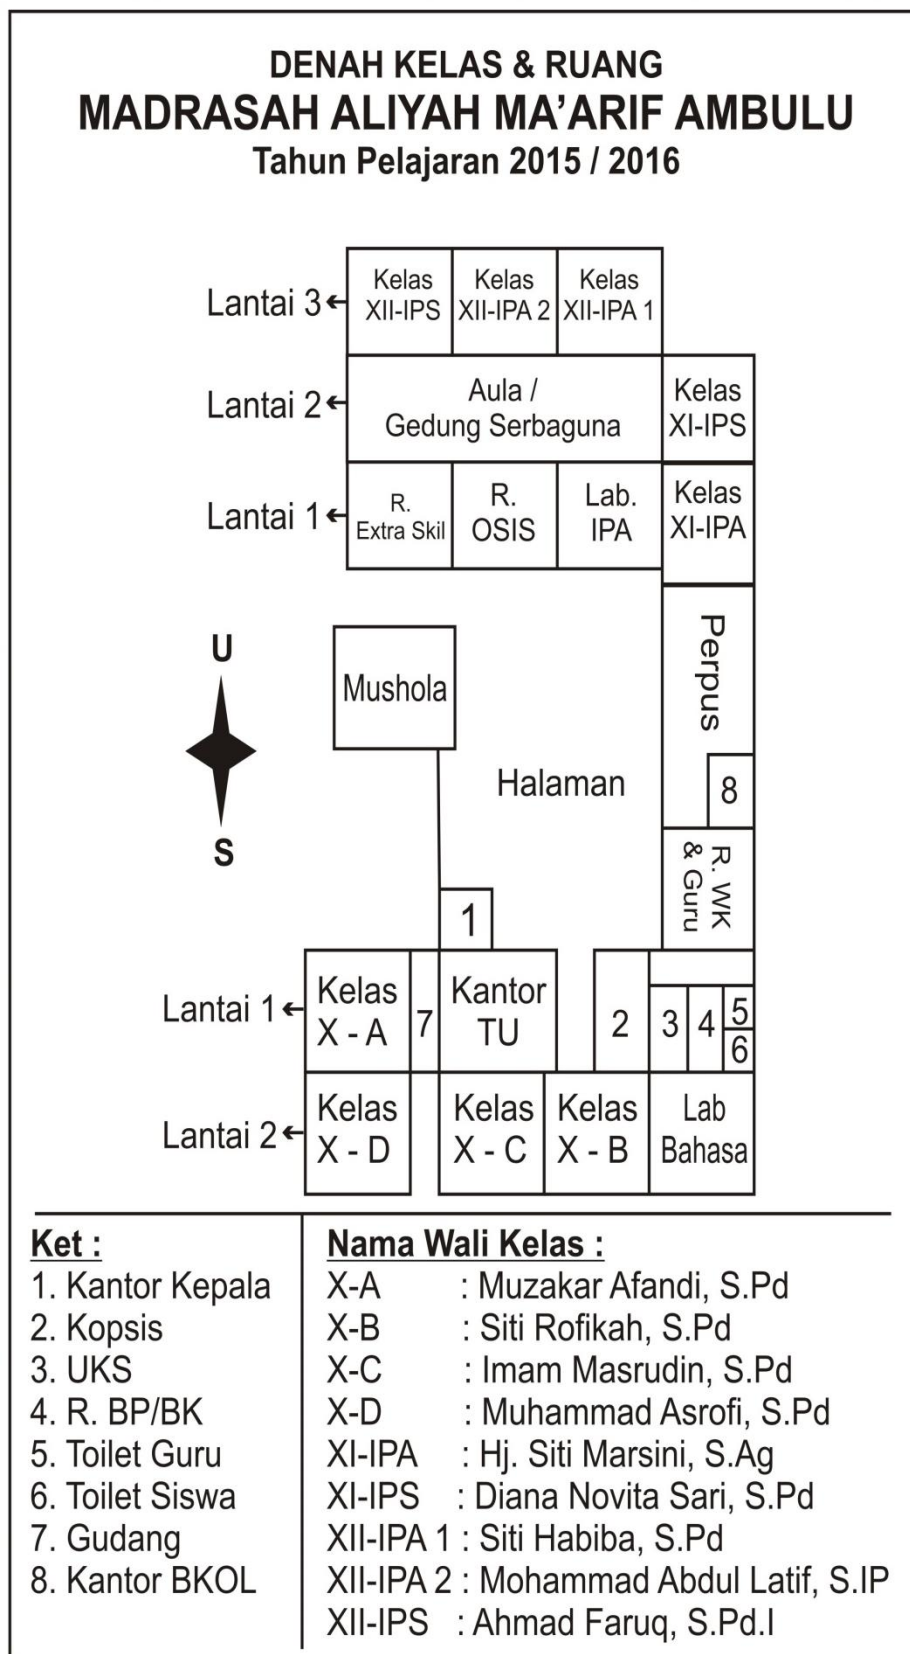 DENAH KELAS & RUANG
MADRASAH ALIYAH MA'ARIF AMBULU
Tahun Pelajaran 2015 / 2016
Lantai 3
Kelas
XII-IPS
Kelas
XII-IPA 2
Kelas
XII-IPA 1
Lantai 2
Aula /
Gedung Serbaguna
Kelas
XI-IPS
Lantai 1
R.
Extra Skil
R.
OSIS
Lab.
IPA
Kelas
XI-IPA
U
S
Mushola
Halaman
Perpus
8
R. WK
& Guru
1
Lantai 1
Kelas
X - A
7
Kantor
TU
2
3
4
5
6
Lantai 2
Kelas
X - D
Kelas
X - C
Kelas
X - B
Lab
Bahasa
Ket :
1. Kantor Kepala
2. Kopsis
3. UKS
4. R. BP/BK
5. Toilet Guru
6. Toilet Siswa
7. Gudang
8. Kantor BKOL
Nama Wali Kelas :
X-A : Muzakar Afandi, S.Pd
X-B : Siti Rofikah, S.Pd
X-C : Imam Masrudin, S.Pd
X-D : Muhammad Asrofi, S.Pd
XI-IPA : Hj. Siti Marsini, S.Ag
XI-IPS : Diana Novita Sari, S.Pd
XII-IPA 1 : Siti Habiba, S.Pd
XII-IPA 2 : Mohammad Abdul Latif, S.IP
XII-IPS : Ahmad Faruq, S.Pd.I